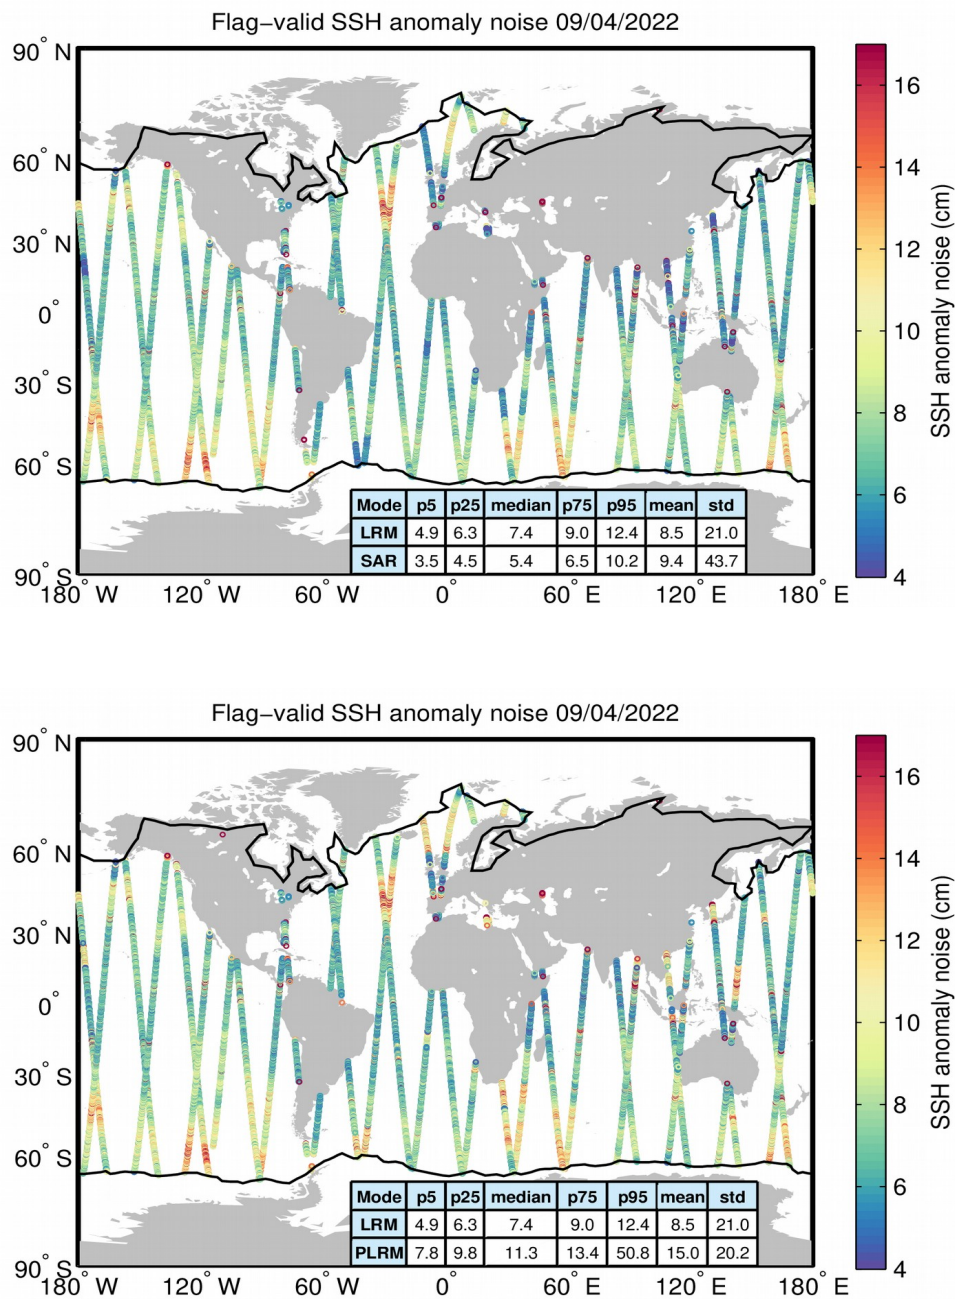 Flag−valid SSH anomaly noise 09/04/2022
90° N
60° N
30° N
0°
30° S
60° S
90° S
180° W 120° W 60° W 0° 60° E 120° E 180° E
Mode p5 p25 median p75 p95 mean std
LRM 4.9 6.3 7.4 9.0 12.4 8.5 21.0
SAR 3.5 4.5 5.4 6.5 10.2 9.4 43.7
16
14
12
10
8
6
4
SSH anomaly noise (cm)
Flag−valid SSH anomaly noise 09/04/2022
90° N
60° N
30° N
0°
30° S
60° S
90° S
180° W 120° W 60° W 0° 60° E 120° E 180° E
Mode p5 p25 median p75 p95 mean std
LRM 4.9 6.3 7.4 9.0 12.4 8.5 21.0
PLRM 7.8 9.8 11.3 13.4 50.8 15.0 20.2
16
14
12
10
8
6
4
SSH anomaly noise (cm)